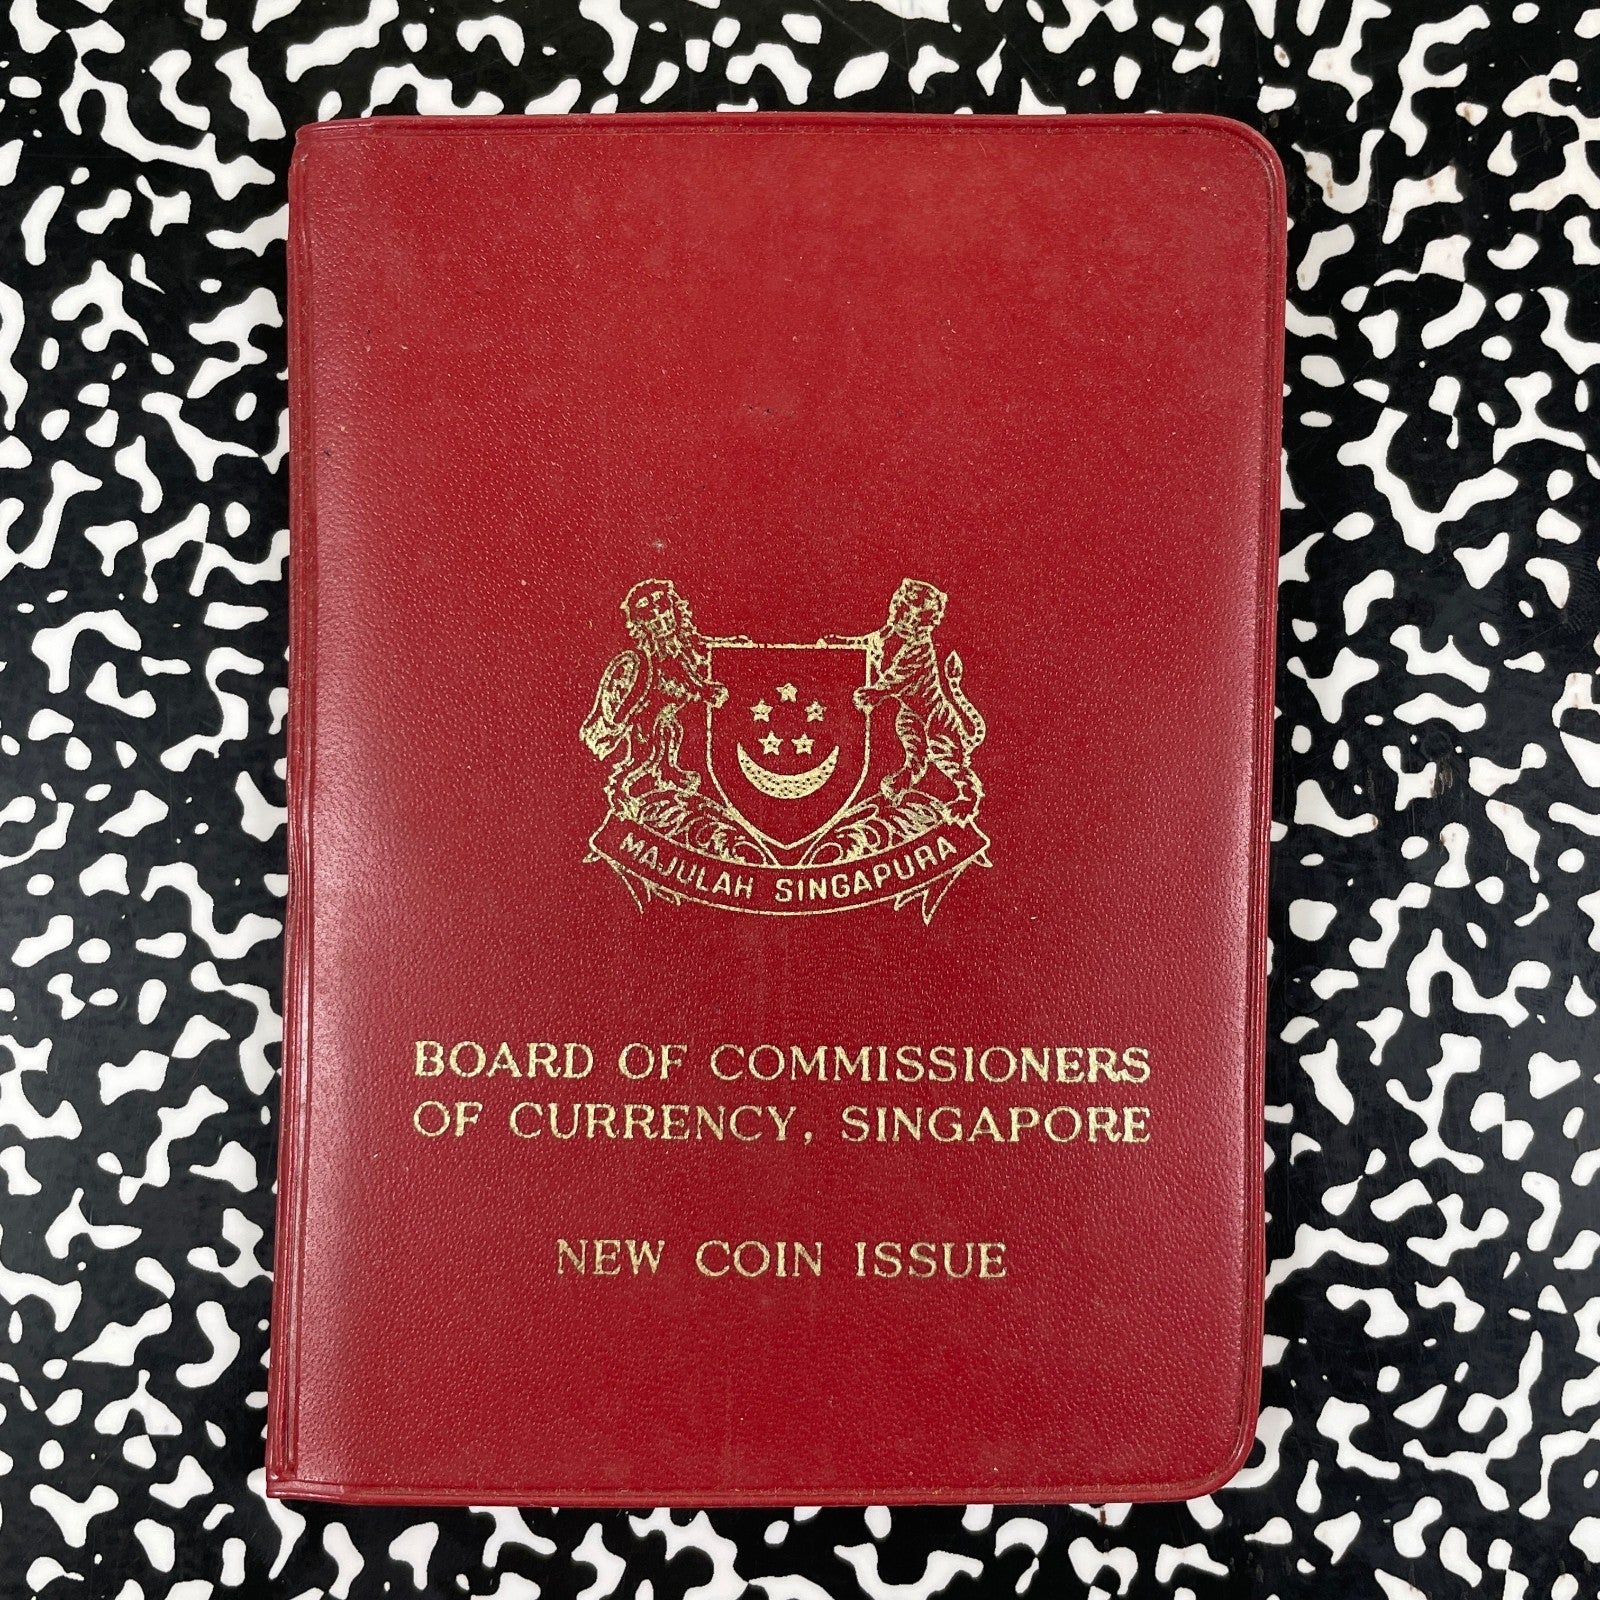 MAJULAH SINGAPURA
BOARD OF COMMISSIONERS
OF CURRENCY, SINGAPORE
NEW COIN ISSUE